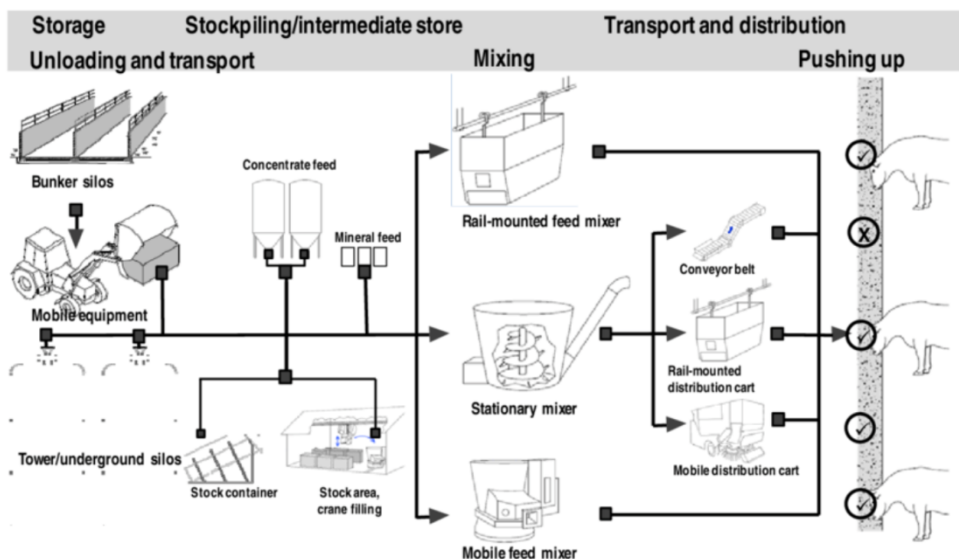 Storage
Stockpiling/intermediate store
Transport and distribution
Unloading and transport
Mixing
Pushing up
Bunker silos
Concentrate feed
Mineral feed
Rail-mounted feed mixer
Conveyor belt
Mobile equipment
Rail-mounted
distribution cart
Stationary mixer
Tower/underground silos
Stock container
Stock area,
crane filling
Mobile distribution cart
Mobile feed mixer